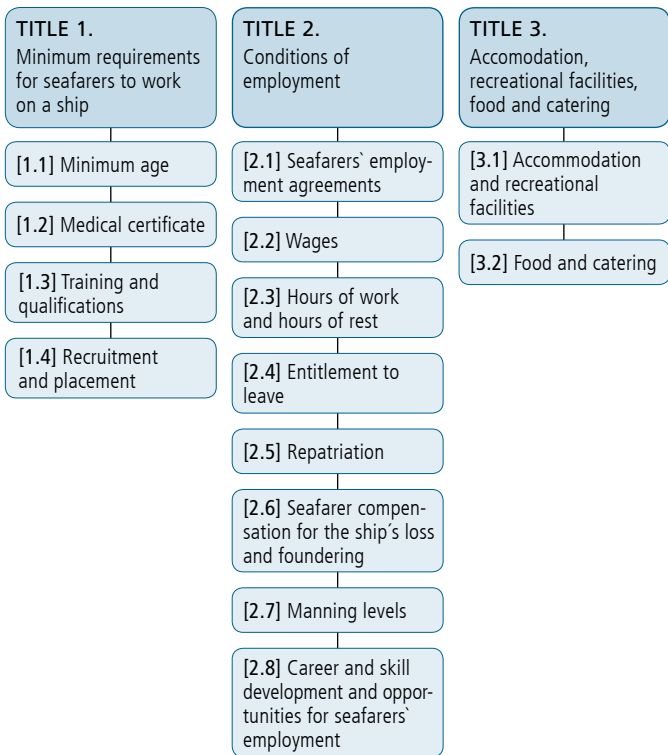 TITLE 1.
Minimum requirements
for seafarers to work
on a ship
[1.1] Minimum age
[1.2] Medical certificate
[1.3] Training and
qualifications
[1.4] Recruitment
and placement
TITLE 2.
Conditions of
employment
[2.1] Seafarers` employ-
ment agreements
[2.2] Wages
[2.3] Hours of work
and hours of rest
[2.4] Entitlement to
leave
[2.5] Repatriation
[2.6] Seafarer compen-
sation for the ship´s loss
and foundering
[2.7] Manning levels
[2.8] Career and skill
development and oppor-
tunities for seafarers`
employment
TITLE 3.
Accomodation,
recreational facilities,
food and catering
[3.1] Accommodation
and recreational
facilities
[3.2] Food and catering